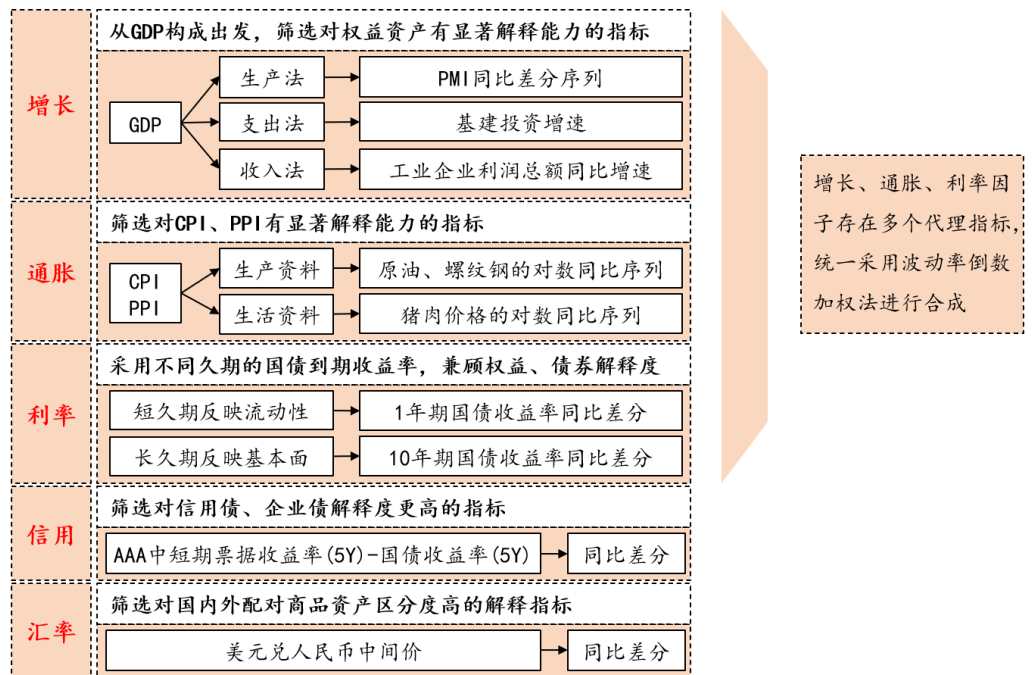 增长
从GDP构成出发，筛选对权益资产有显著解释能力的指标
GDP
生产法
PMI同比差分序列
支出法
基建投资增速
收入法
工业企业利润总额同比增速
通胀
筛选对CPI、PPI有显著解释能力的指标
CPI
PPI
生产资料
原油、螺纹钢的对数同比序列
生活资料
猪肉价格的对数同比序列
利率
采用不同久期的国债到期收益率，兼顾权益、债券解释度
短久期反映流动性
1年期国债收益率同比差分
长久期反映基本面
10年期国债收益率同比差分
信用
筛选对信用债、企业债解释度更高的指标
AAA中短期票据收益率(5Y)-国债收益率(5Y)
同比差分
汇率
筛选对国内外配对商品资产区分度高的解释指标
美元兑人民币中间价
同比差分
增长、通胀、利率因
子存在多个代理指标，
统一采用波动率倒数
加权法进行合成